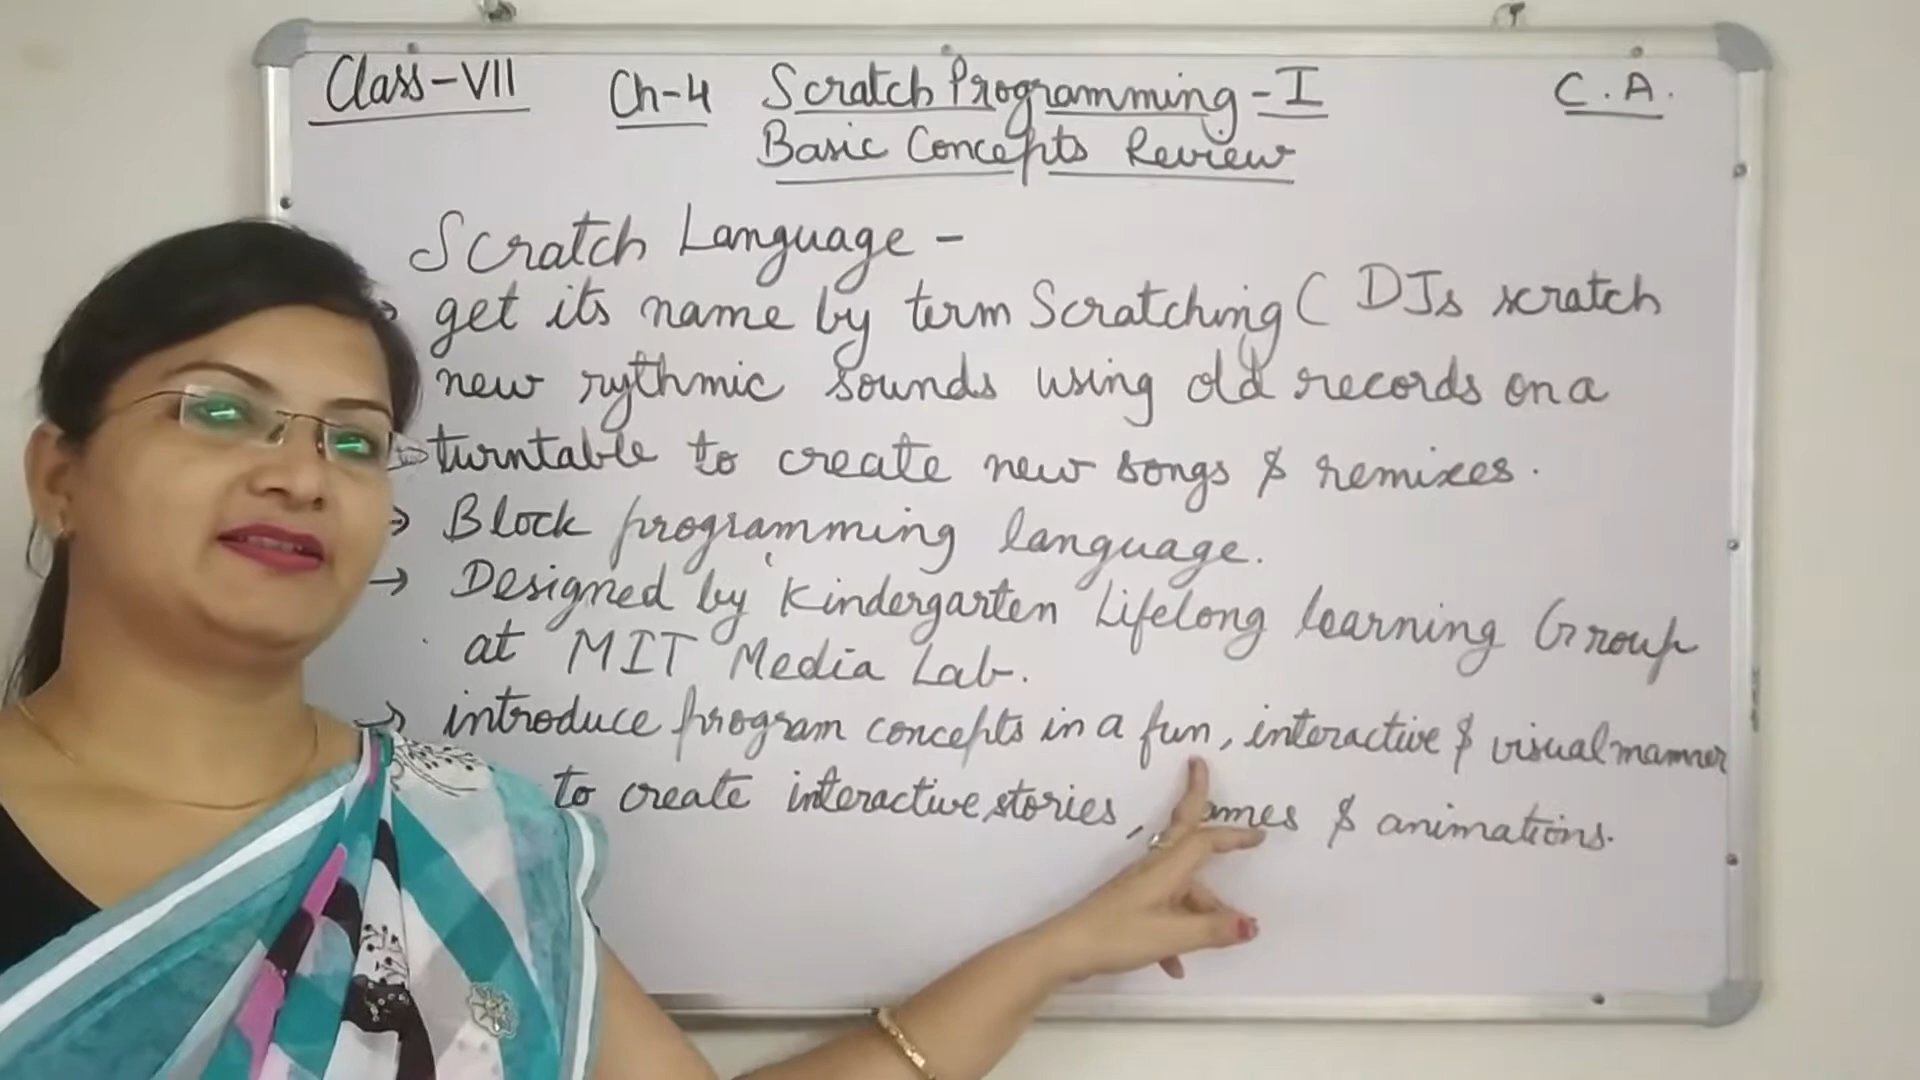 Class-VII Ch-4 Scratch Programming-I C.A.
Basic Concepts Review
Scratch Language -
get its name by term Scratching ( DJs scratch
new rythmic sounds using old records on a
turntable to create new songs & remixes.
→ Block programming language.
→ Designed by Kindergarten Lifelong learning Group
at MIT Media Lab.
→ introduce program concepts in a fun, interactive & visual manner
to create interactive stories, & animations.